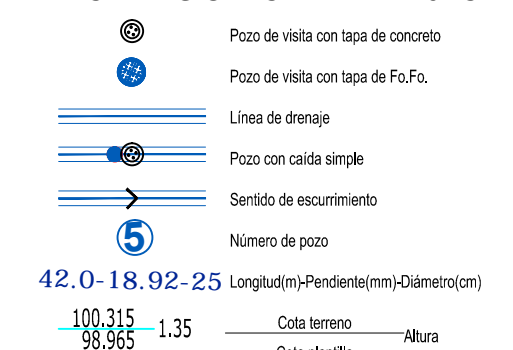 Pozo de visita con tapa de concreto
Pozo de visita con tapa de Fo.Fo.
Línea de drenaje
Pozo con caída simple
Sentido de escurrimiento
5 Número de pozo
42.0-18.92-25 Longitud(m)-Pendiente(mm)-Diámetro(cm)
100.315 Cota terreno
1.35 Altura
98.965 Cota plantilla